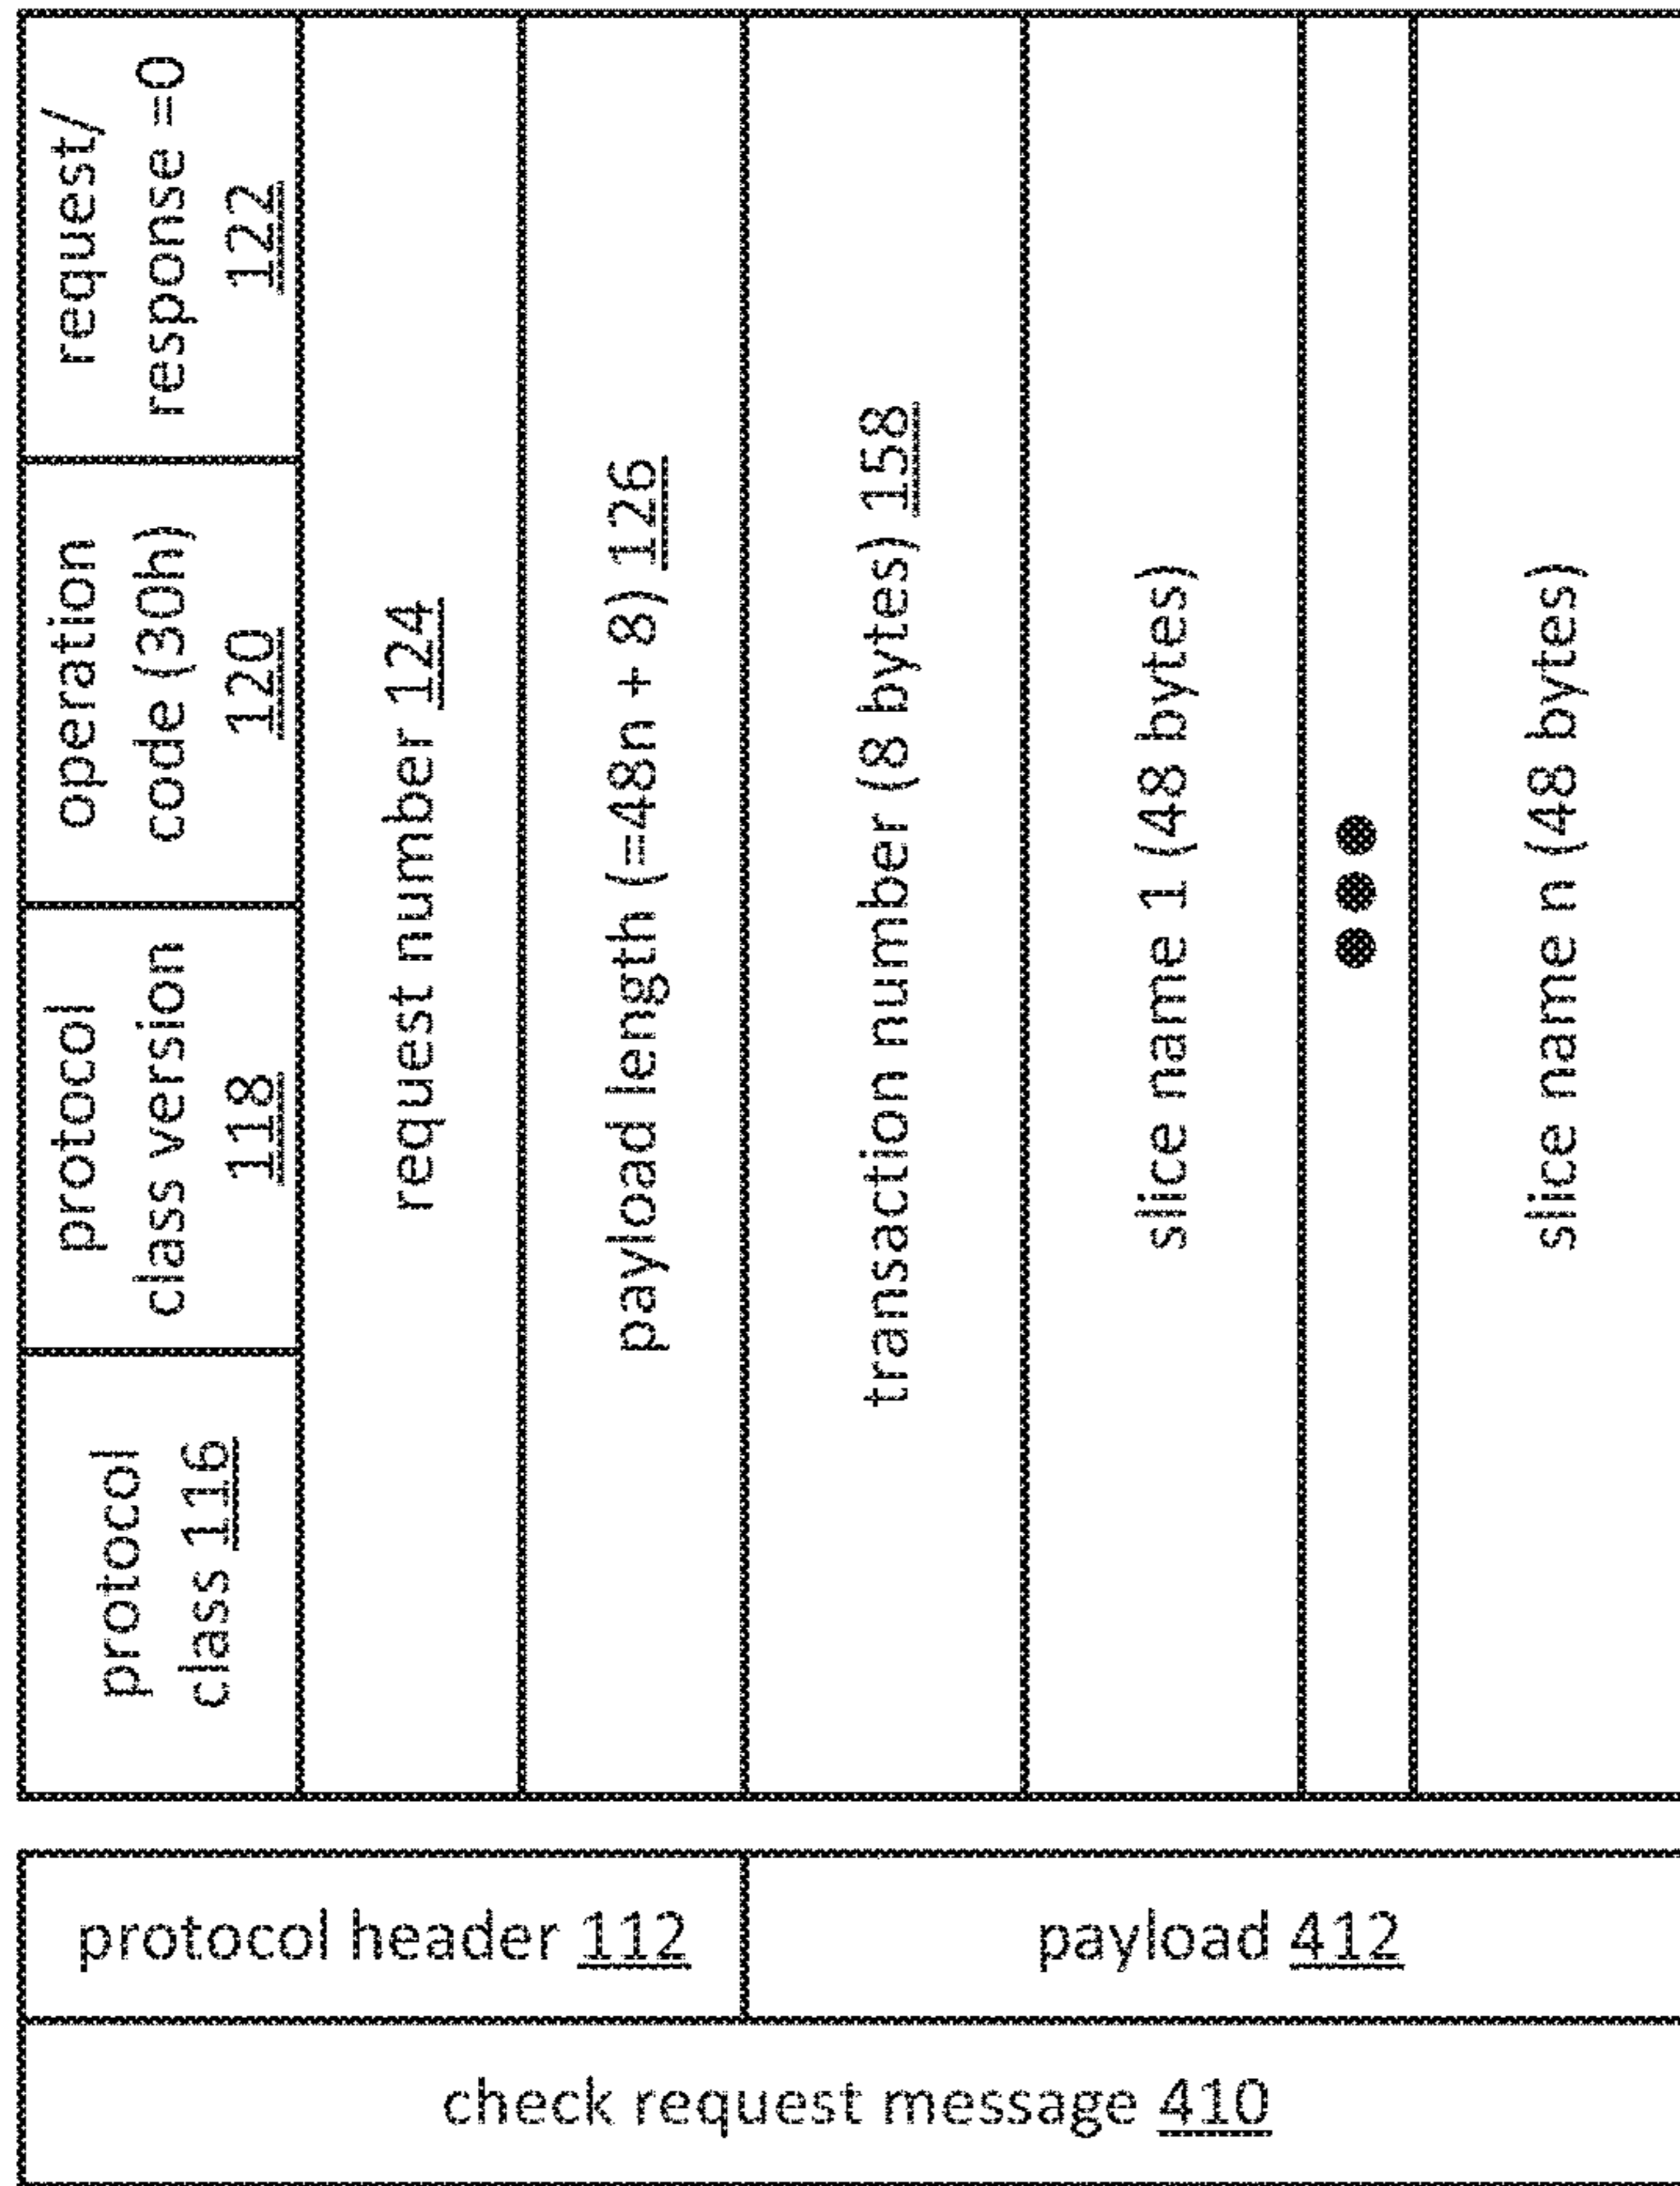 protocol
class 116
protocol
class version
118
operation
code (30h)
120
request/
response =0
122
request number 124
payload length (=48n + 8) 126
transaction number (8 bytes) 158
slice name 1 (48 bytes)
slice name n (48 bytes)
protocol header 112
payload 412
check request message 410